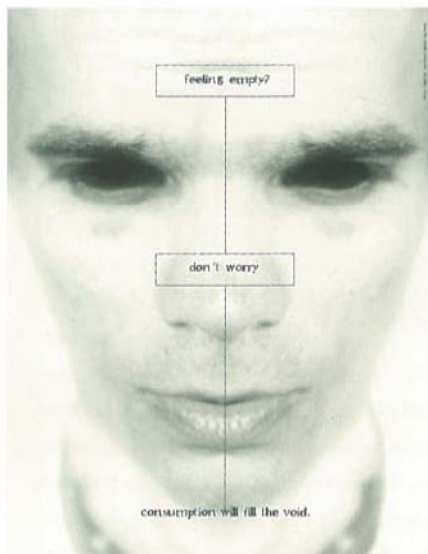 feeling empty?
don't worry
consumption will fill the void.